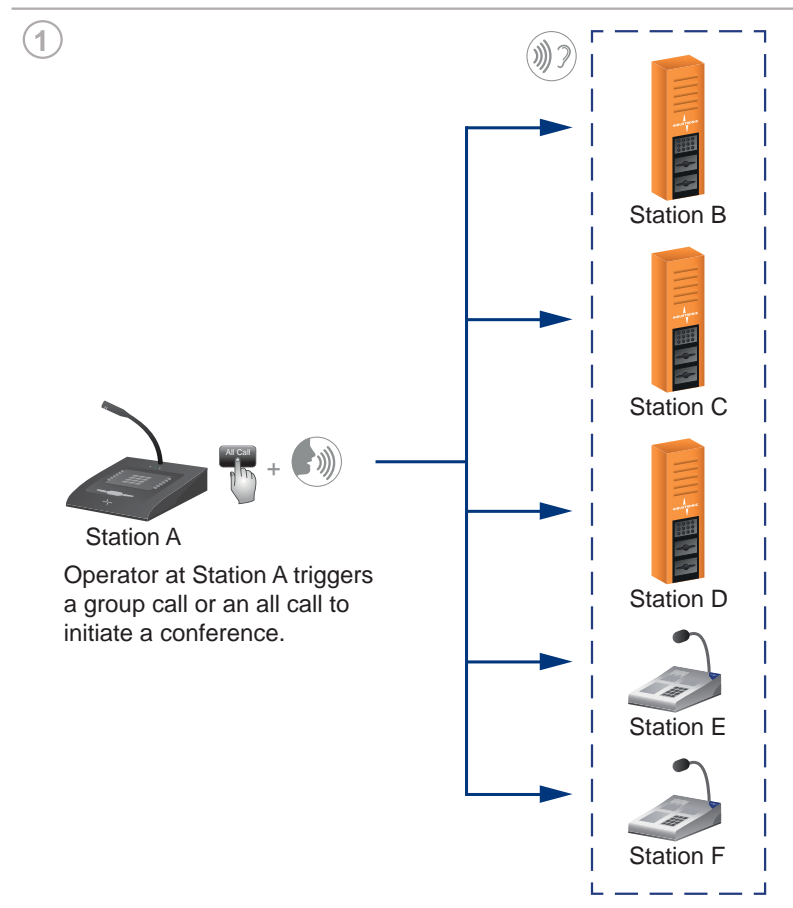 1
Station B
Station C
All Call
+
Station A
Operator at Station A triggers
a group call or an all call to
initiate a conference.
Station D
Station E
Station F